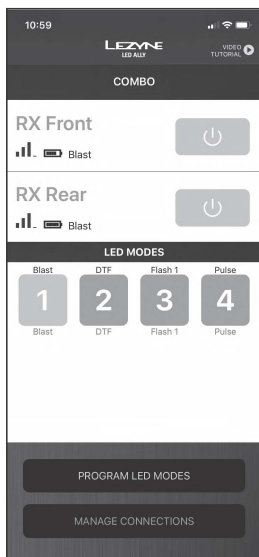 10:59
LEZYNE
LED ALLY
VIDEO
TUTORIAL
COMBO
RX Front
Blast
RX Rear
Blast
LED MODES
Blast DTF Flash 1 Pulse
1 2 3 4
Blast DTF Flash 1 Pulse
PROGRAM LED MODES
MANAGE CONNECTIONS